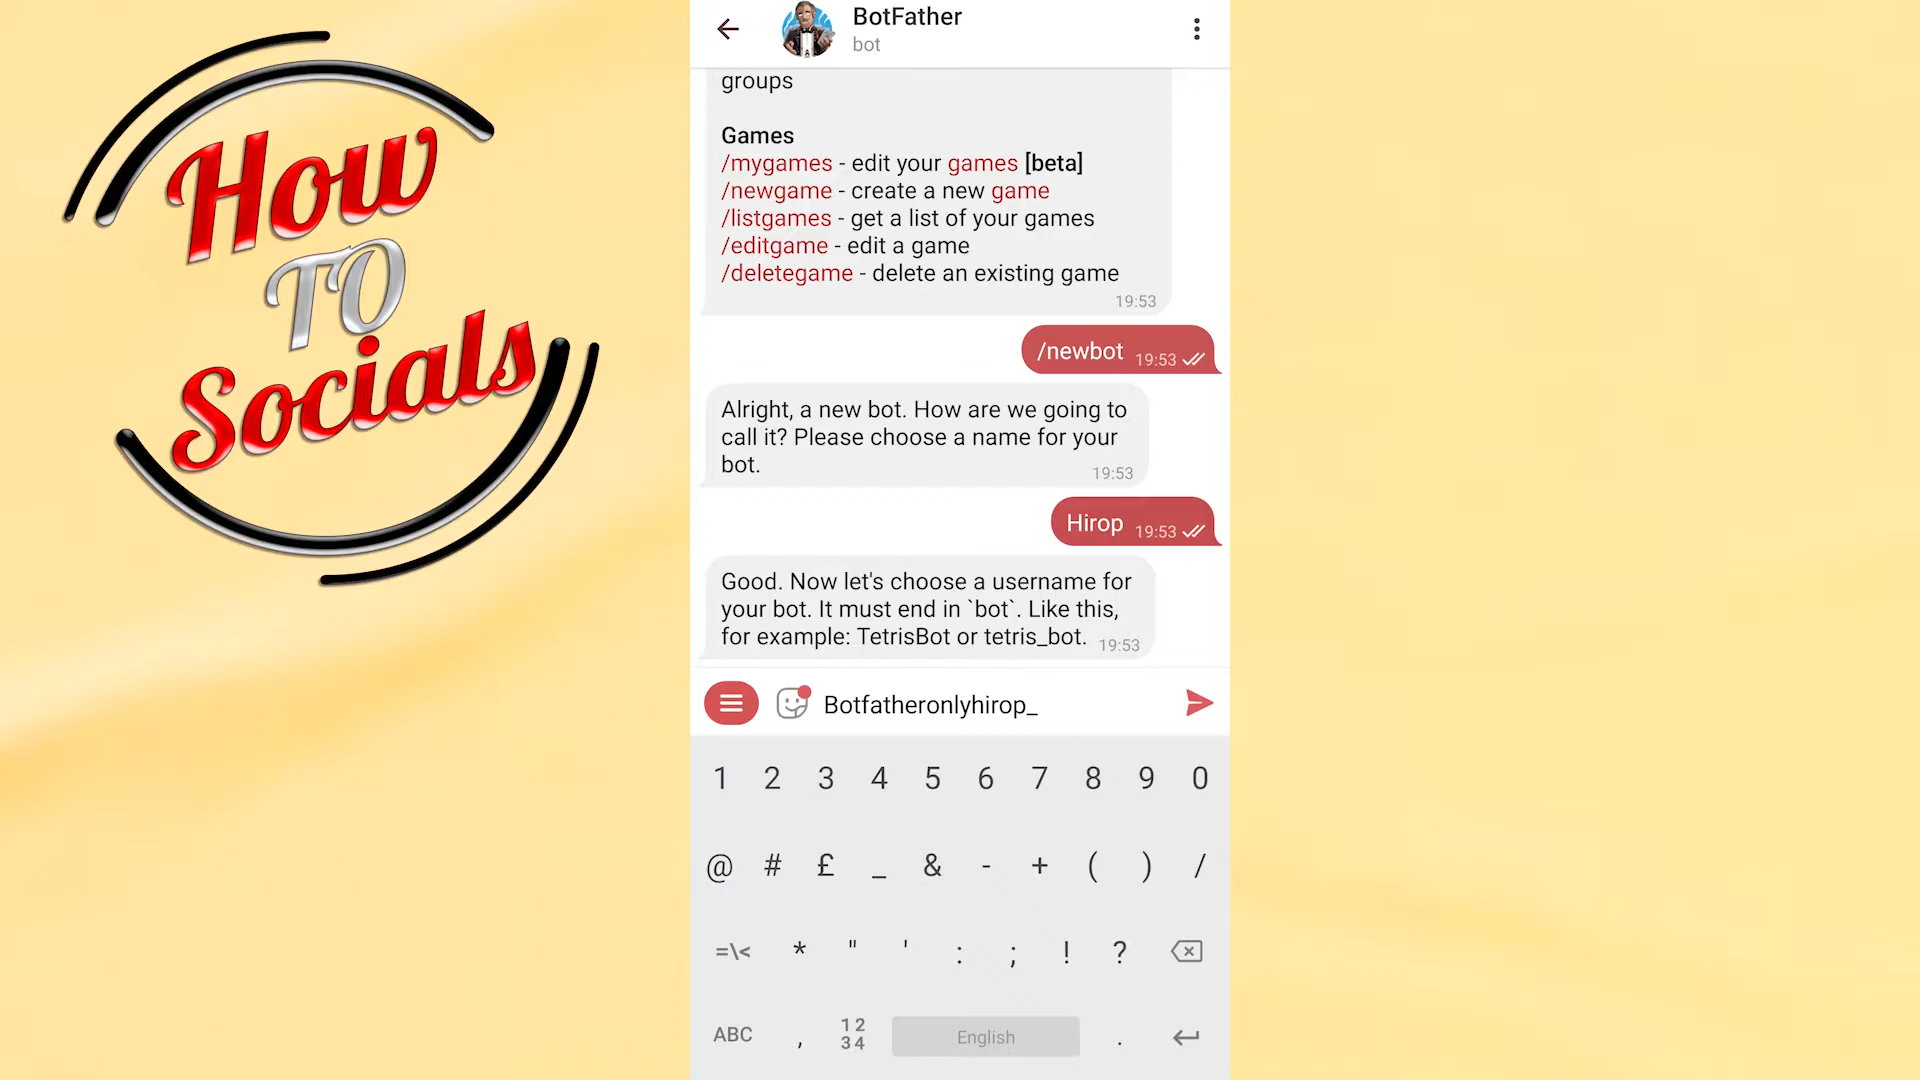 How
TO
Socials
BotFather
bot
groups
Games
/mygames - edit your games [beta]
/newgame - create a new game
/listgames - get a list of your games
/editgame - edit a game
/deletegame - delete an existing game
19:53
/newbot 19:53
Alright, a new bot. How are we going to
call it? Please choose a name for your
bot.
19:53
Hirop 19:53
Good. Now let's choose a username for
your bot. It must end in `bot`. Like this,
for example: TetrisBot or tetris_bot. 19:53
Botfatheronlyhirop_
1 2 3 4 5 6 7 8 9 0
@ # £ _ & - + ( ) /
=\< * " ' : ; ! ?
ABC , 12 34 English .